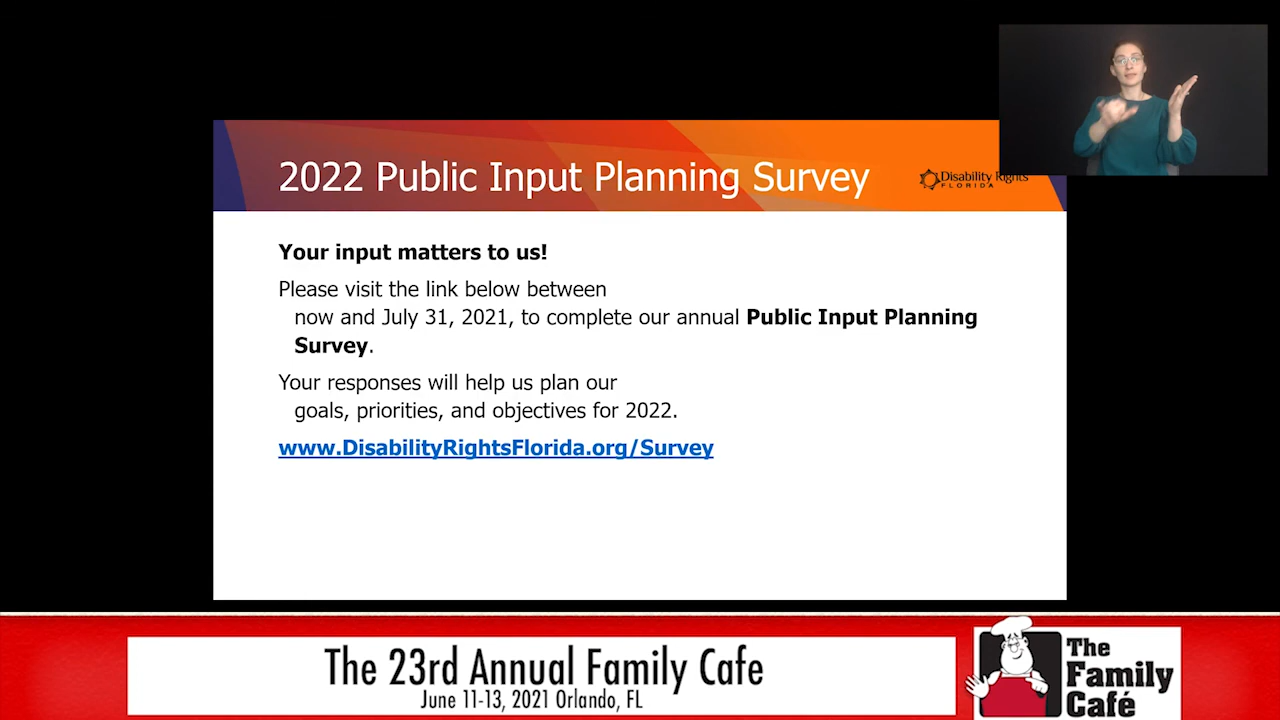 2022 Public Input Planning Survey
Disability Rights
FLORIDA
Your input matters to us!
Please visit the link below between
now and July 31, 2021, to complete our annual Public Input Planning
Survey.
Your responses will help us plan our
goals, priorities, and objectives for 2022.
www.DisabilityRightsFlorida.org/Survey
The 23rd Annual Family Cafe
June 11-13, 2021 Orlando, FL
The
Family
Café